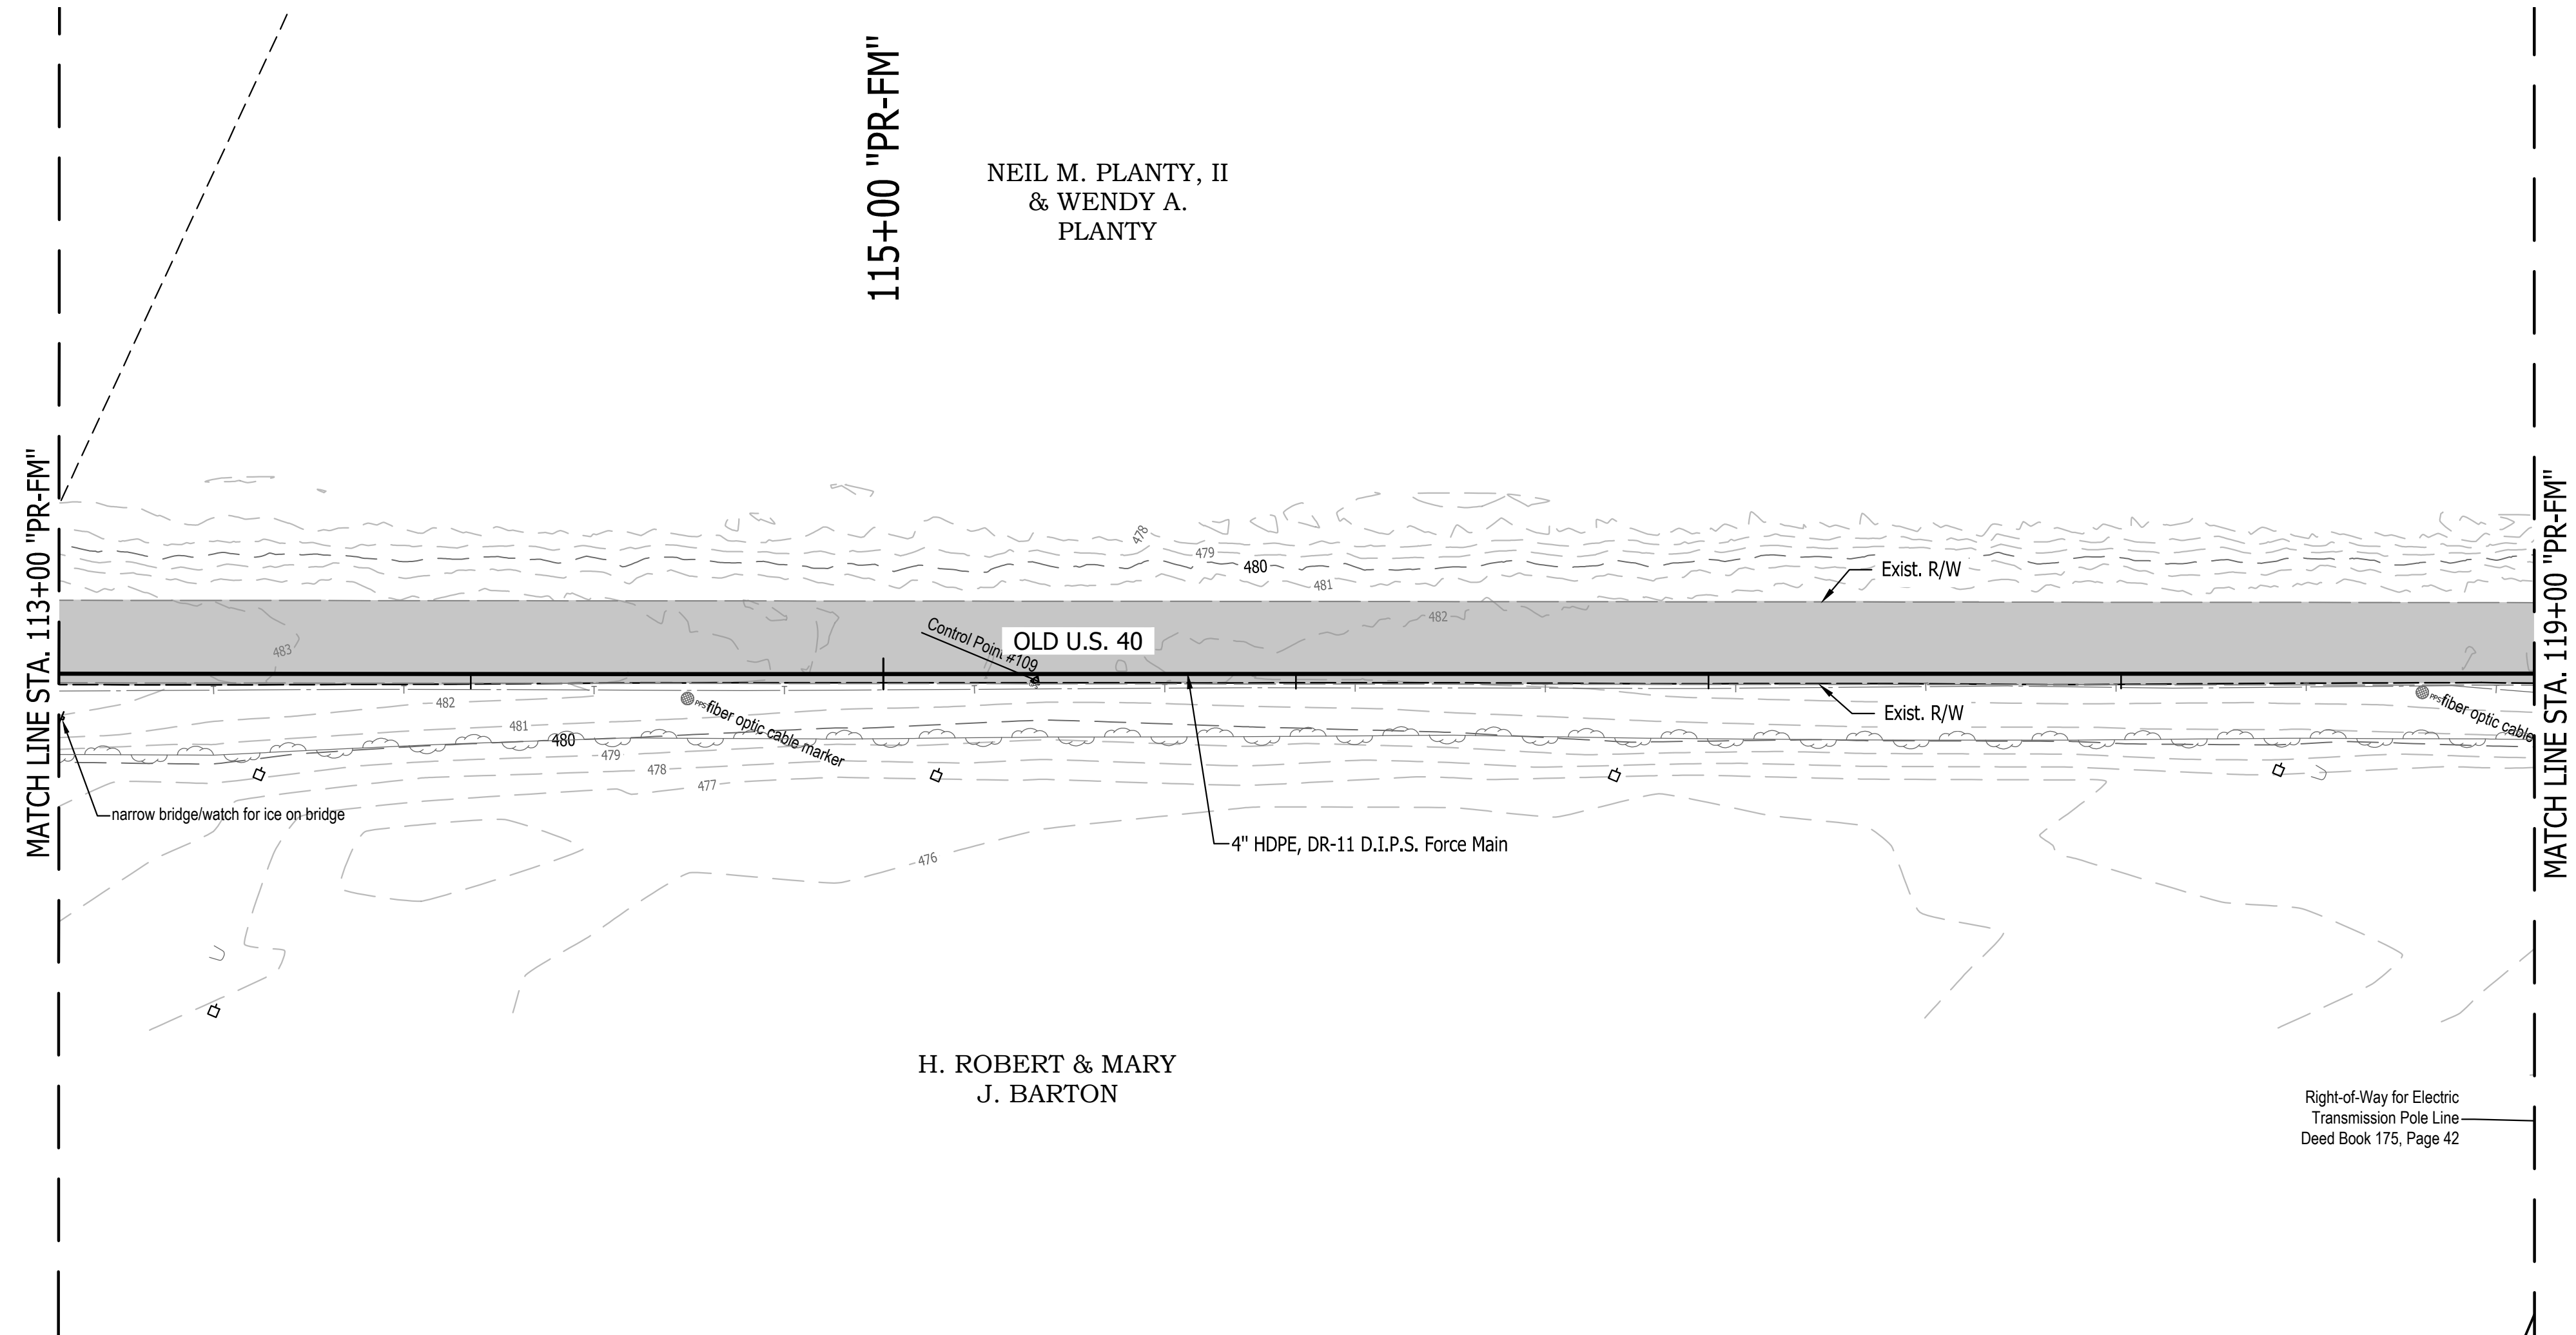 115+00 "PR-FM"
NEIL M. PLANTY, II
& WENDY A.
PLANTY
MATCH LINE STA. 113+00 "PR-FM"
MATCH LINE STA. 119+00 "PR-FM"
478
479
480
481
Exist. R/W
482
Control Point #109
OLD U.S. 40
483
482
481
480
479
478
477
PPS
fiber optic cable marker
Exist. R/W
PPS
fiber optic cable
narrow bridge/watch for ice on bridge
4" HDPE, DR-11 D.I.P.S. Force Main
476
H. ROBERT & MARY
J. BARTON
Right-of-Way for Electric
Transmission Pole Line
Deed Book 175, Page 42
T
T
T
T
T
T
T
T
T
T
T
T
T